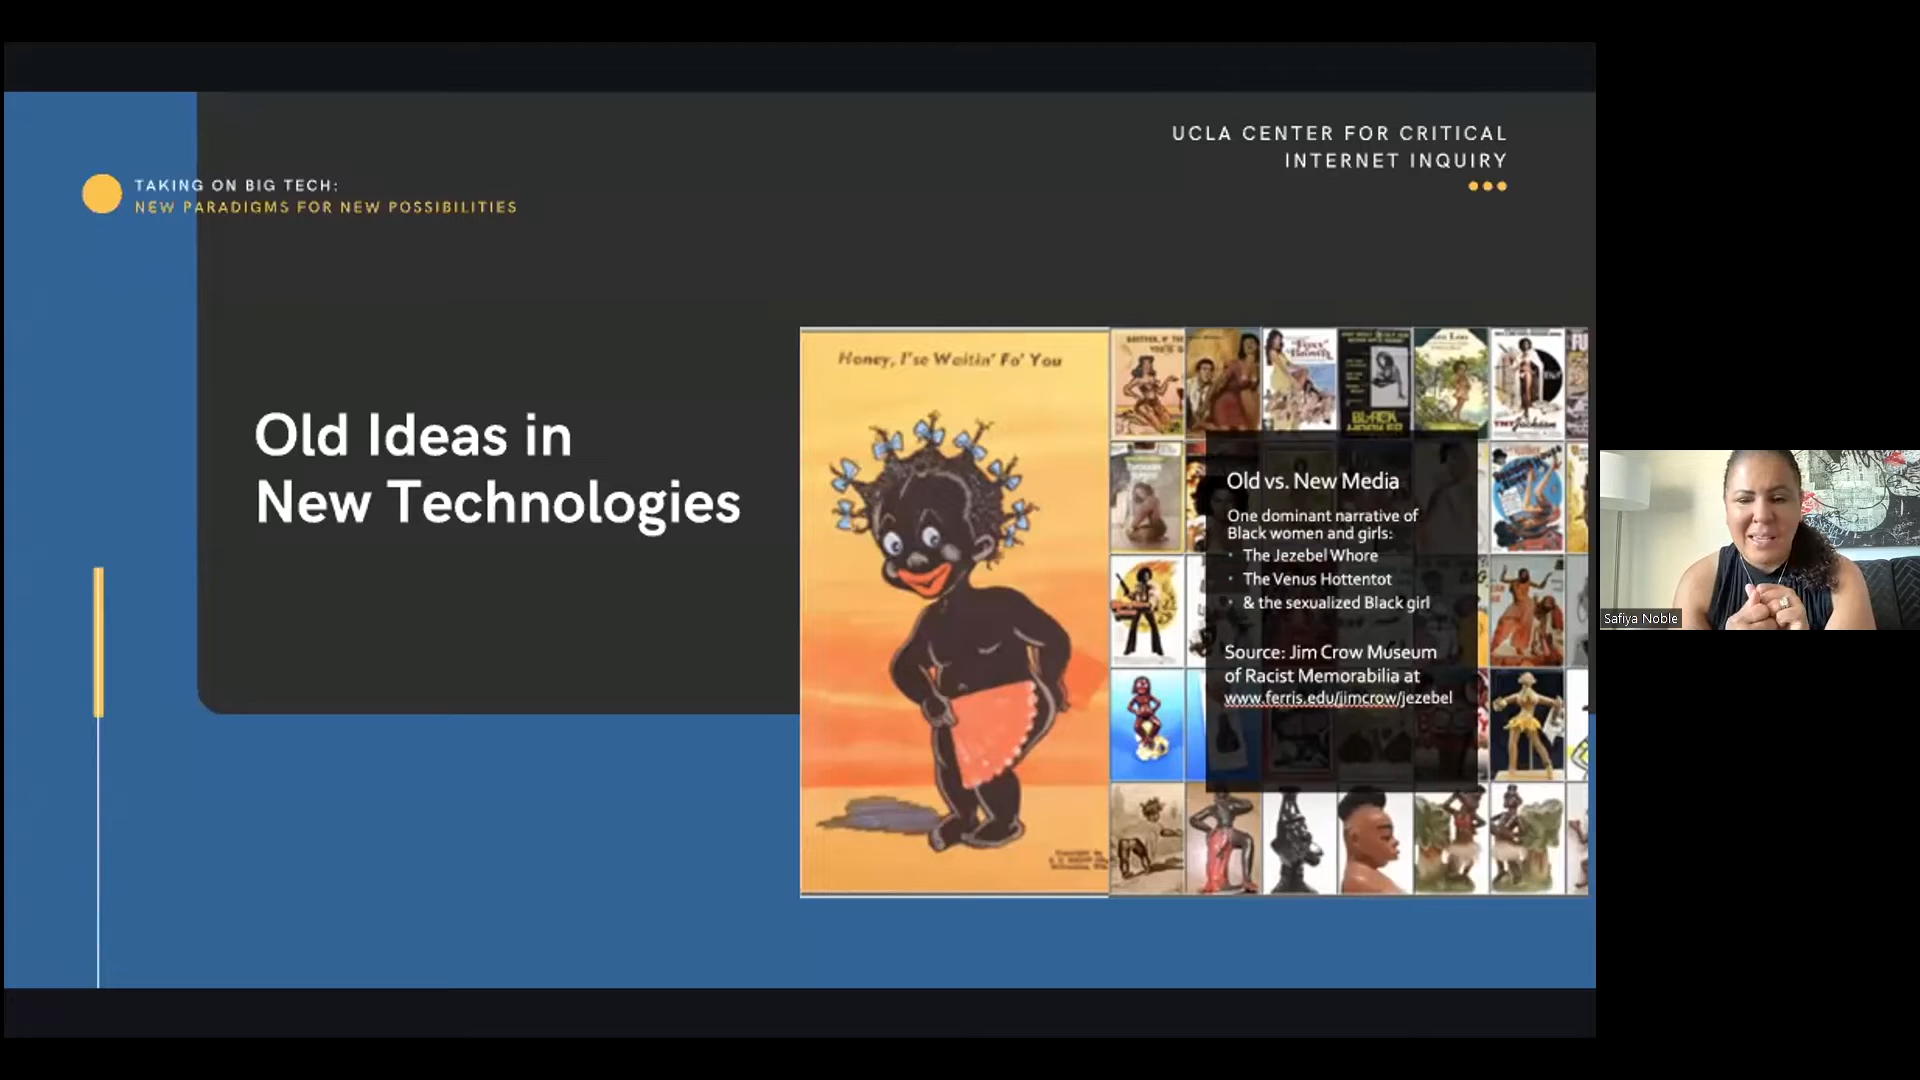 UCLA CENTER FOR CRITICAL
INTERNET INQUIRY
TAKING ON BIG TECH:
NEW PARADIGMS FOR NEW POSSIBILITIES
Old Ideas in
New Technologies
Honey, I'se Waitin' Fo' You
Old vs. New Media
One dominant narrative of
Black women and girls:
• The Jezebel Whore
• The Venus Hottentot
• & the sexualized Black girl
Source: Jim Crow Museum
of Racist Memorabilia at
www.ferris.edu/jimcrow/jezebel
Safiya Noble